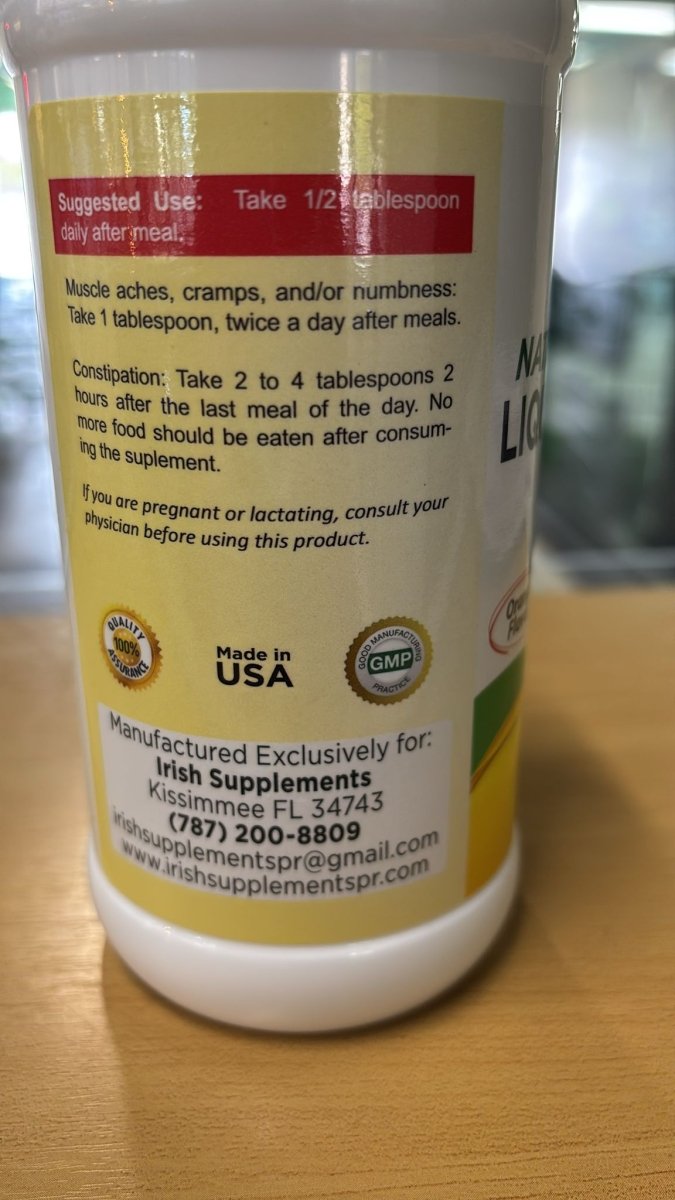 Suggested Use: Take 1/2 tablespoon
daily after meal.
Muscle aches, cramps, and/or numbness:
Take 1 tablespoon, twice a day after meals.
Constipation: Take 2 to 4 tablespoons 2
hours after the last meal of the day. No
more food should be eaten after consum-
ing the suplement.
If you are pregnant or lactating, consult your
physician before using this product.
QUALITY
100%
ASSURANCE
Made in
USA
GOOD MANUFACTURING
GMP
PRACTICE
Manufactured Exclusively for:
Irish Supplements
Kissimmee FL 34743
(787) 200-8809
irishsupplementspr@gmail.com
www.irishsupplementspr.com